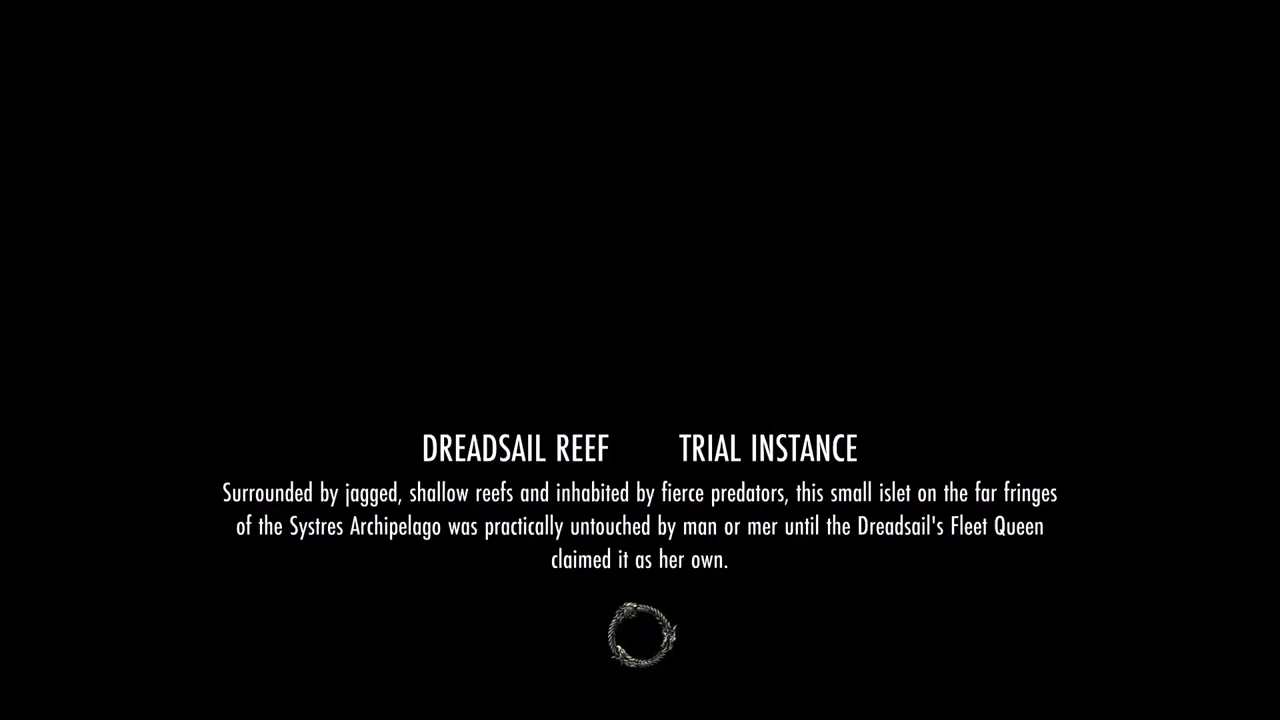 DREADSAIL REEF TRIAL INSTANCE
Surrounded by jagged, shallow reefs and inhabited by fierce predators, this small islet on the far fringes
of the Systres Archipelago was practically untouched by man or mer until the Dreadsail's Fleet Queen
claimed it as her own.